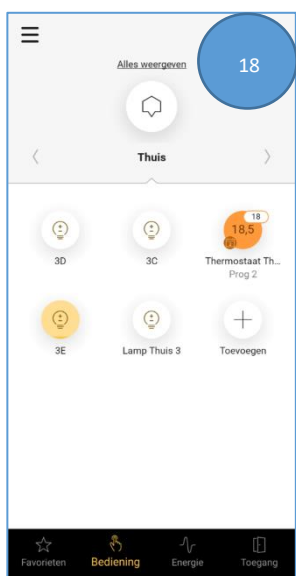 Alles weergeven
18
Thuis
18
18,5
3D
3C
Thermostaat Th...
Prog 2
3E
Lamp Thuis 3
Toevoegen
Favorieten
Bediening
Energie
Toegang